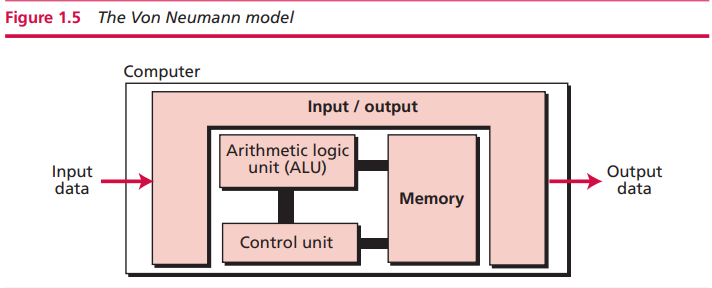 Figure 1.5 The Von Neumann model
Computer
Input / output
Input
data
Arithmetic logic
unit (ALU)
Memory
Control unit
Output
data